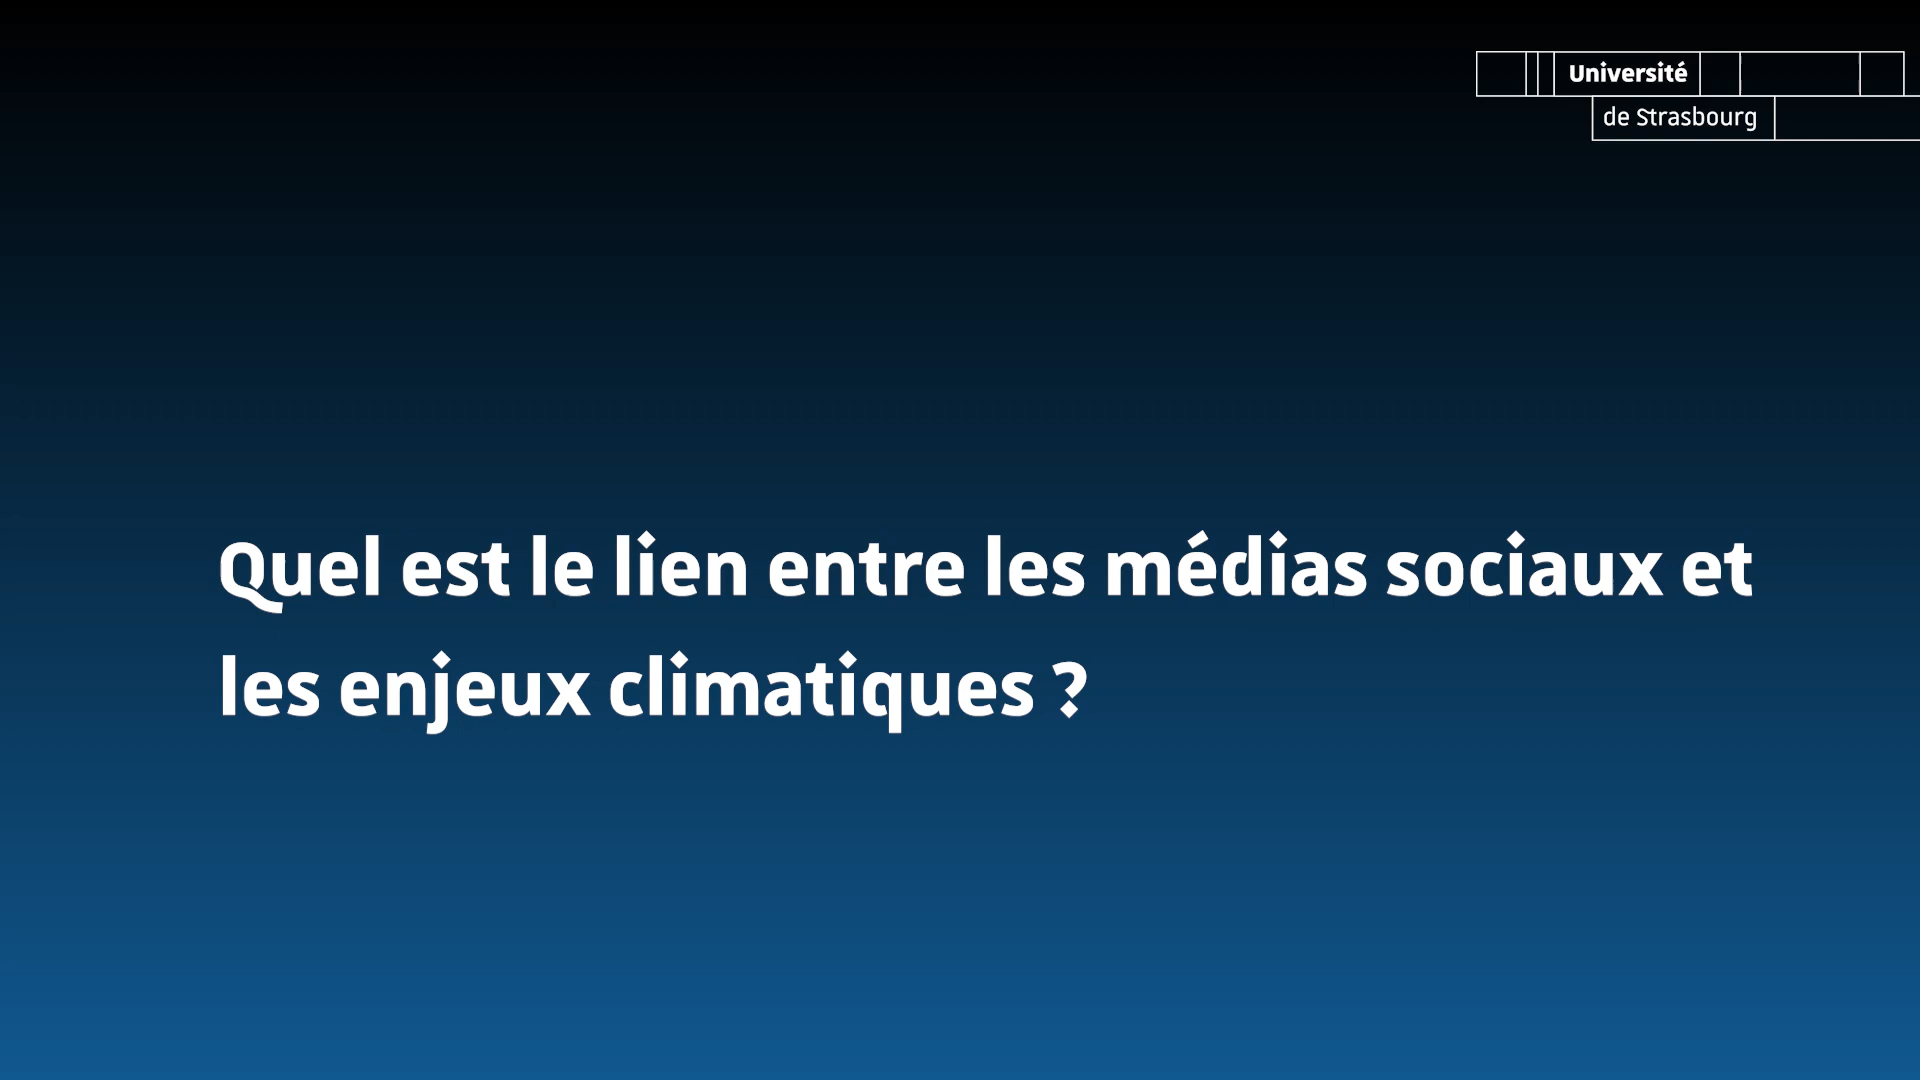 Université
de Strasbourg
Quel est le lien entre les médias sociaux et
les enjeux climatiques ?